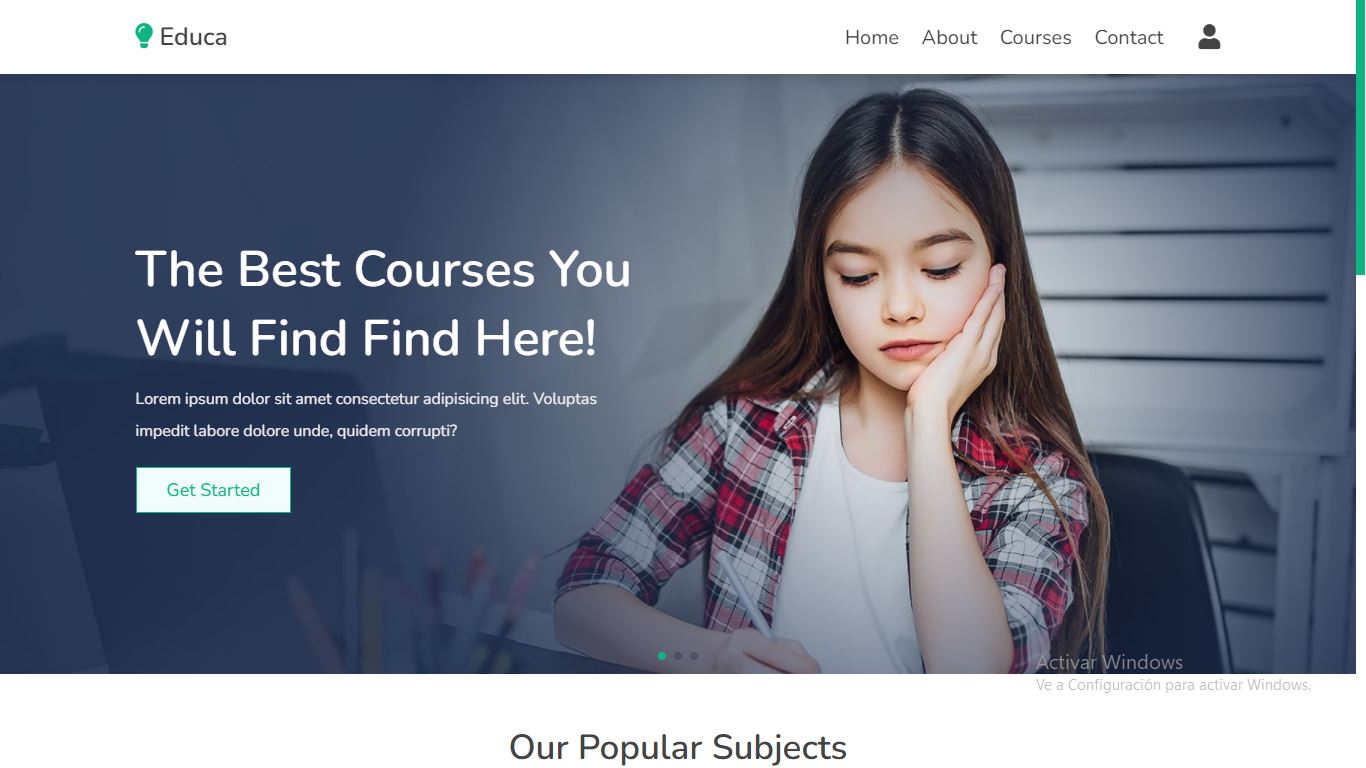 Educa
Home About Courses Contact
The Best Courses You
Will Find Find Here!
Lorem ipsum dolor sit amet consectetur adipisicing elit. Voluptas
impedit labore dolore unde, quidem corrupti?
Get Started
Activar Windows
Ve a Configuración para activar Windows.
Our Popular Subjects